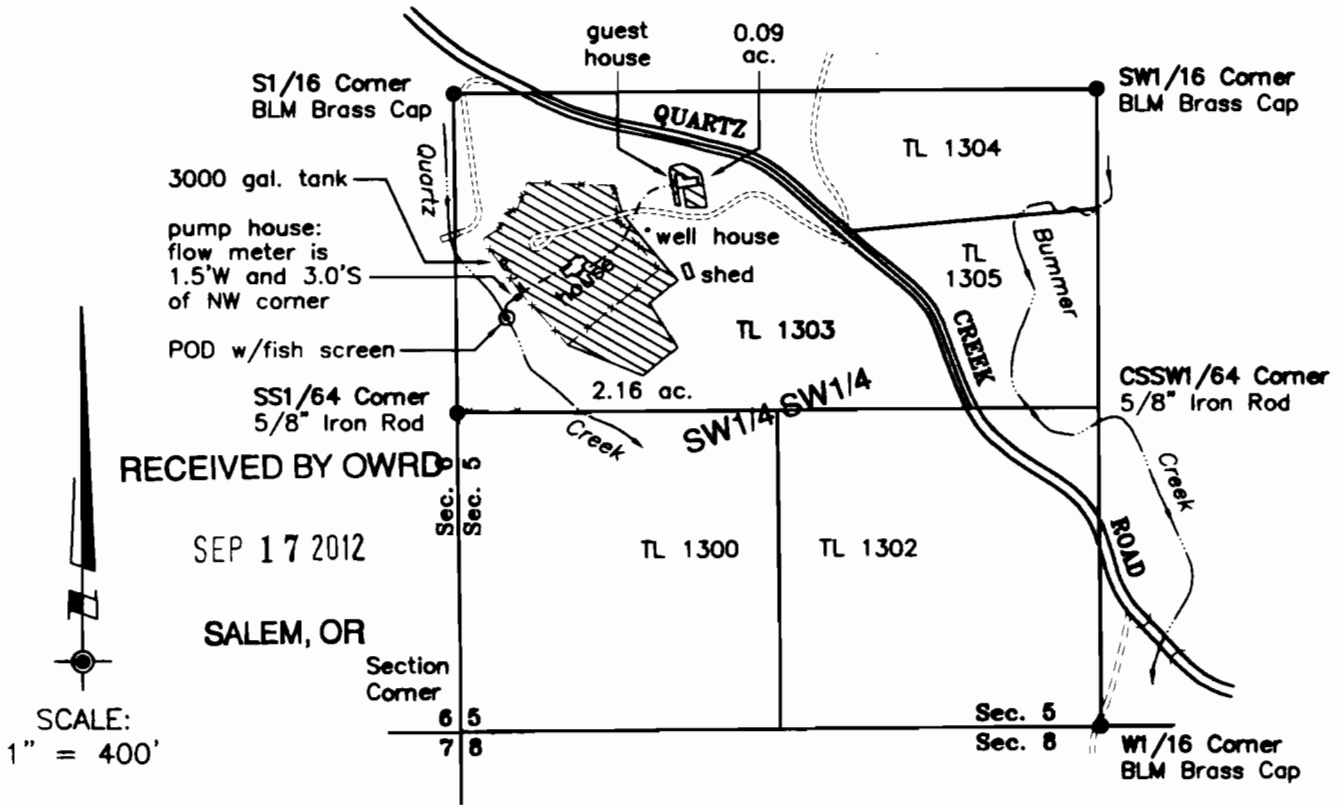 guest
house
0.09
ac.
S1/16 Corner
BLM Brass Cap
SW1/16 Corner
BLM Brass Cap
QUARTZ
TL 1304
Quartz
3000 gal. tank
pump house:
flow meter is
1.5'W and 3.0'S
of NW corner
well house
shed
house
TL
1305
Bummer
TL 1303
CREEK
POD w/fish screen
2.16 ac.
SS1/64 Corner
5/8" Iron Rod
CSSW1/64 Corner
5/8" Iron Rod
SW1/4 SW1/4
Creek
Creek
RECEIVED BY OWRD
Sec. 6
Sec. 5
SEP 17 2012
TL 1300
TL 1302
ROAD
SALEM, OR
Section
Corner
6 5
7 8
Sec. 5
Sec. 8
W1/16 Corner
BLM Brass Cap
SCALE:
1" = 400'